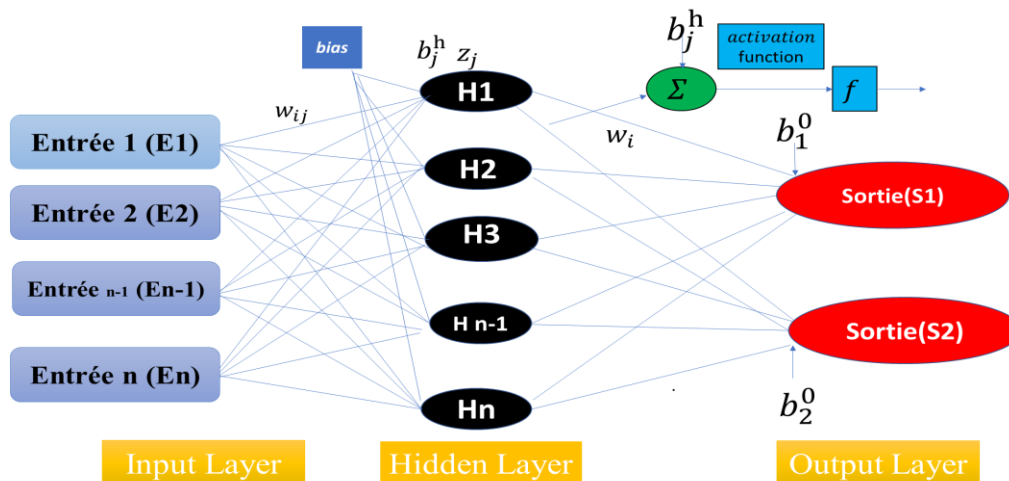 bias
b_j^h z_j
b_j^h
activation
function
Σ
f
w_ij
w_i
b_1^0
H1
Entrée 1 (E1)
H2
Sortie(S1)
Entrée 2 (E2)
H3
Entrée n-1 (En-1)
H n-1
Sortie(S2)
Entrée n (En)
Hn
b_2^0
Input Layer
Hidden Layer
Output Layer